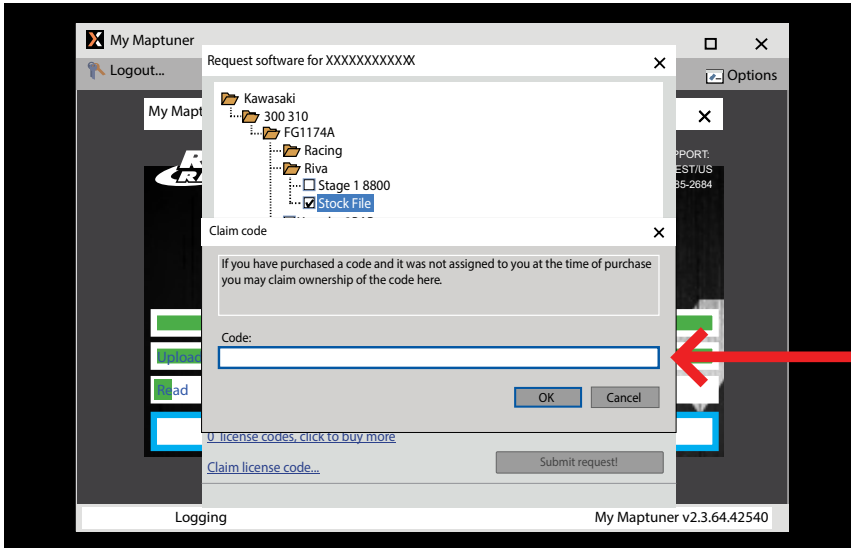 My Maptuner
Logout...
Options
Request software for XXXXXXXXXXXX
Kawasaki
300 310
FG1174A
Racing
Riva
Stage 1 8800
Stock File
My Mapt
PPORT:
EST/US
35-2684
Claim code
If you have purchased a code and it was not assigned to you at the time of purchase
you may claim ownership of the code here.
Code:
OK Cancel
Upload
Read
0 license codes, click to buy more
Claim license code...
Submit request!
Logging
My Maptuner v2.3.64.42540